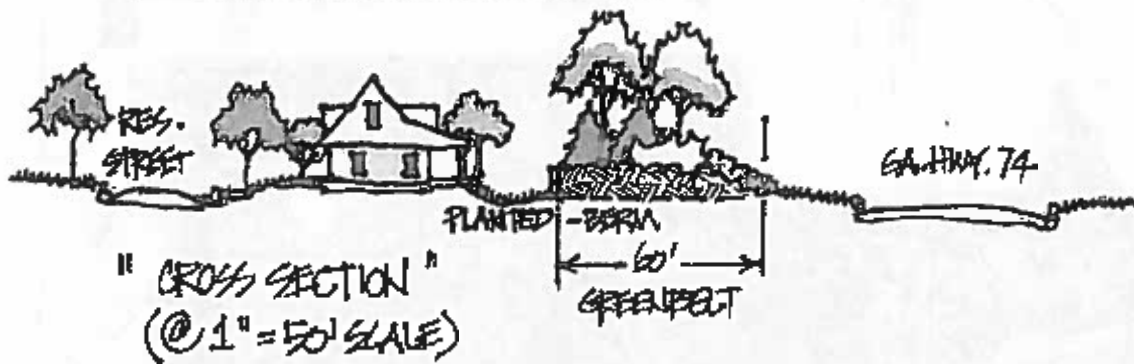 RES.
STREET
GA. HWY. 74
PLANTED - BERM
60'
GREENBELT
" CROSS SECTION "
(@ 1" = 50' SCALE)